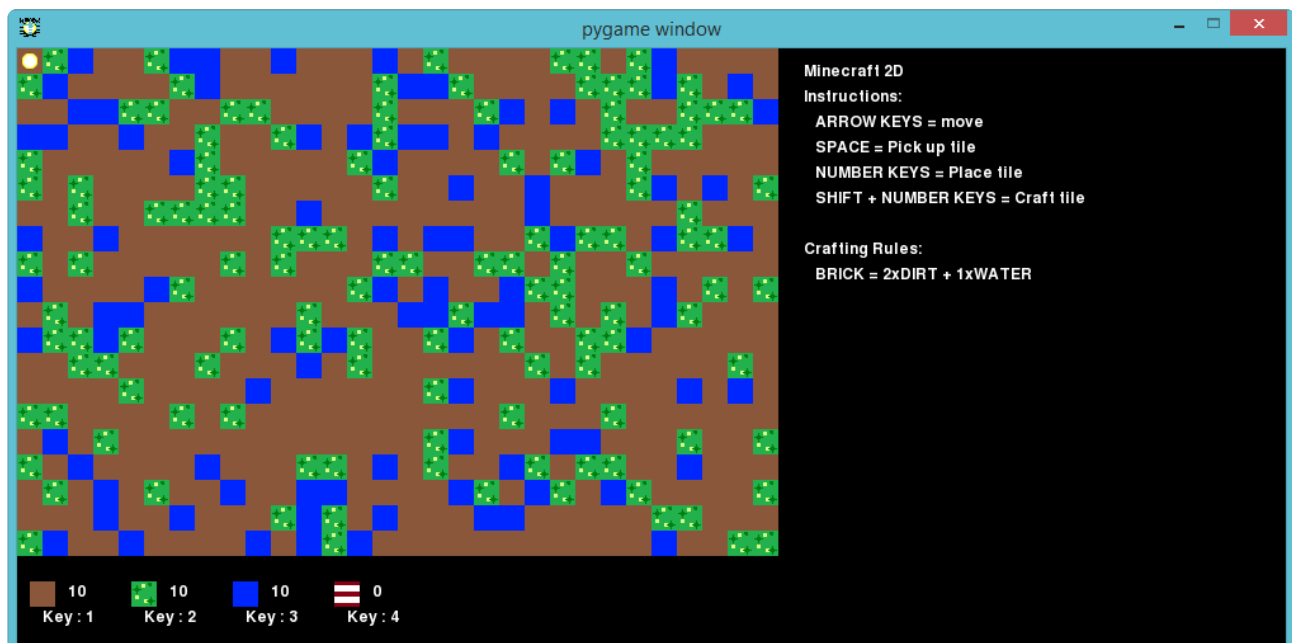 pygame window
Minecraft 2D
Instructions:
ARROW KEYS = move
SPACE = Pick up tile
NUMBER KEYS = Place tile
SHIFT + NUMBER KEYS = Craft tile
Crafting Rules:
BRICK = 2xDIRT + 1xWATER
10 10 10 0
Key : 1 Key : 2 Key : 3 Key : 4